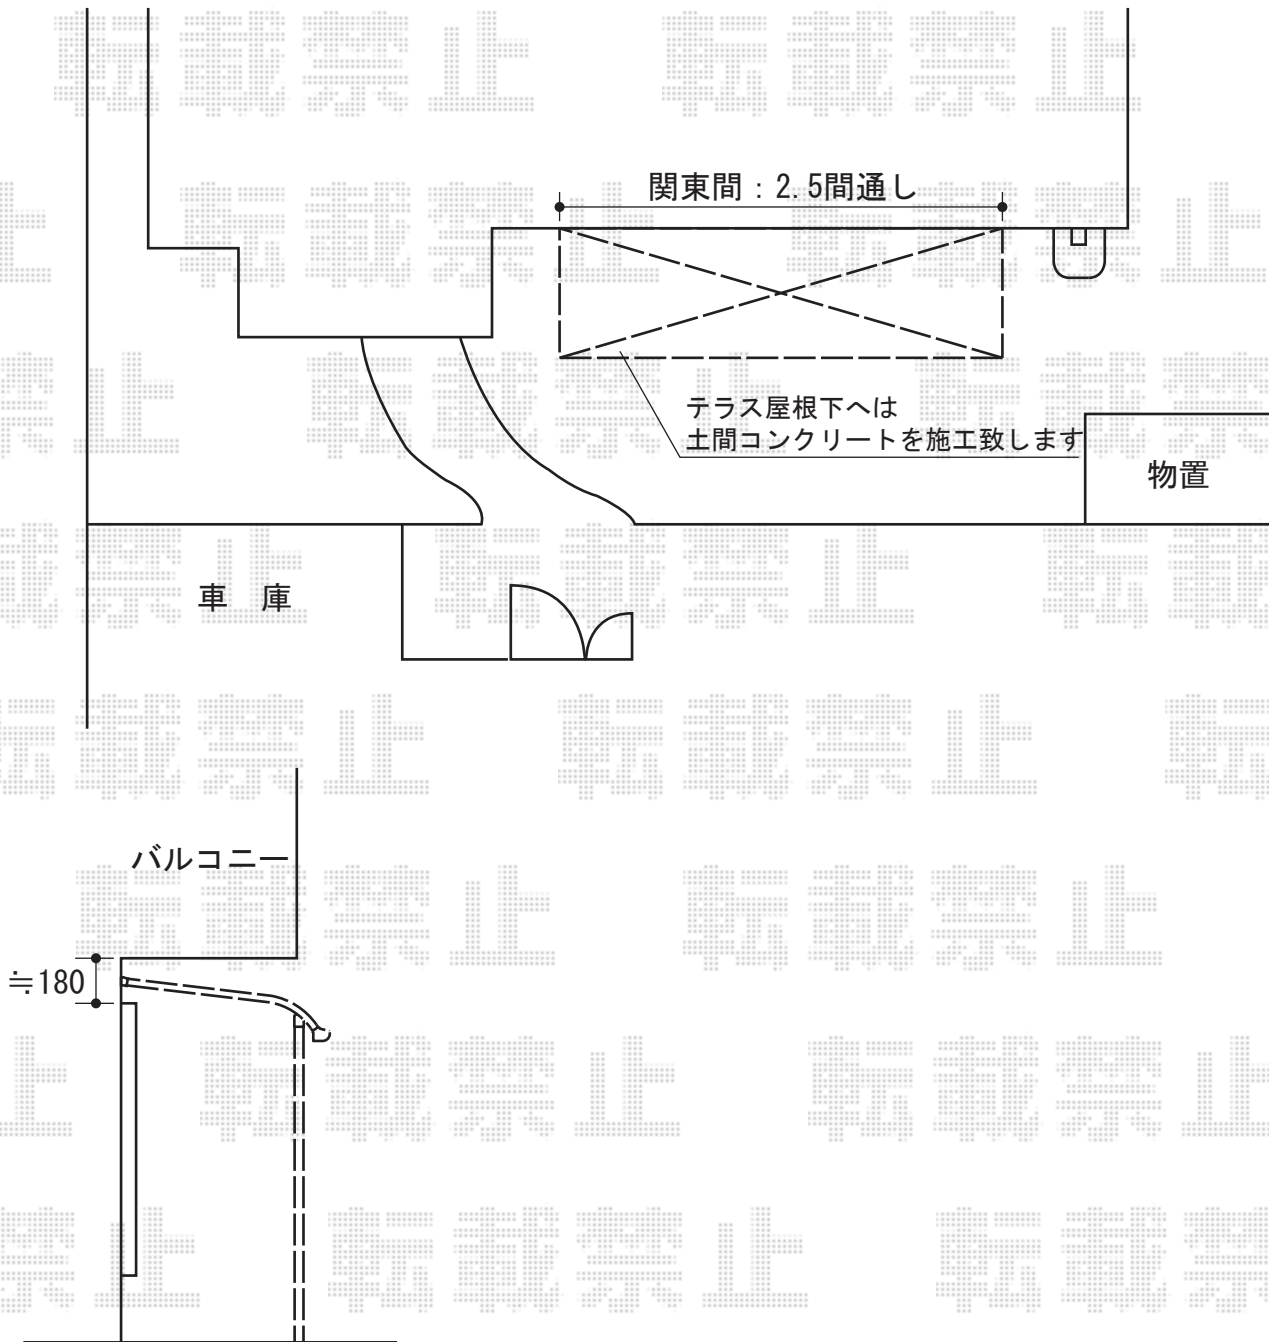 関東間：2.5間通し
テラス屋根下へは
土間コンクリートを施工致します
物置
車 庫
バルコニー
≒180
転載禁止